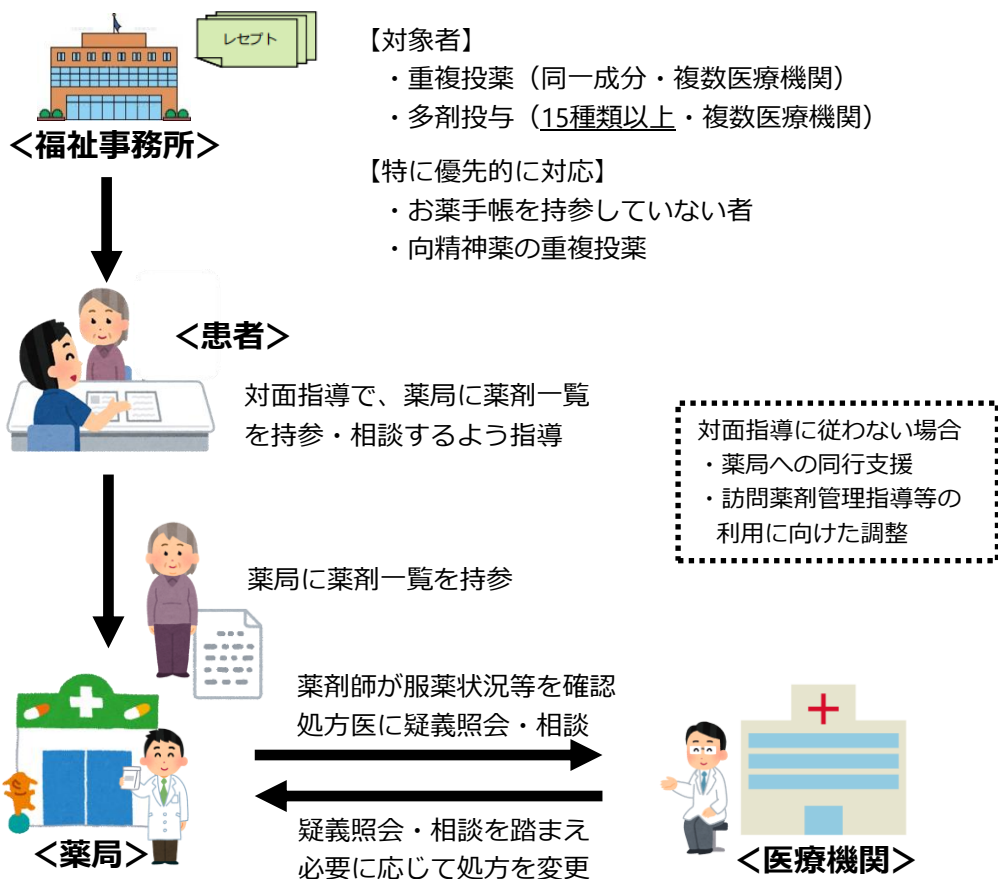 レセプト
<福祉事務所>
【対象者】
・重複投薬（同一成分・複数医療機関）
・多剤投与（15種類以上・複数医療機関）
【特に優先的に対応】
・お薬手帳を持参していない者
・向精神薬の重複投薬
<患者>
対面指導で、薬局に薬剤一覧
を持参・相談するよう指導
対面指導に従わない場合
・薬局への同行支援
・訪問薬剤管理指導等の
利用に向けた調整
薬局に薬剤一覧を持参
薬剤師が服薬状況等を確認
処方医に疑義照会・相談
疑義照会・相談を踏まえ
必要に応じて処方を変更
<薬局>
<医療機関>